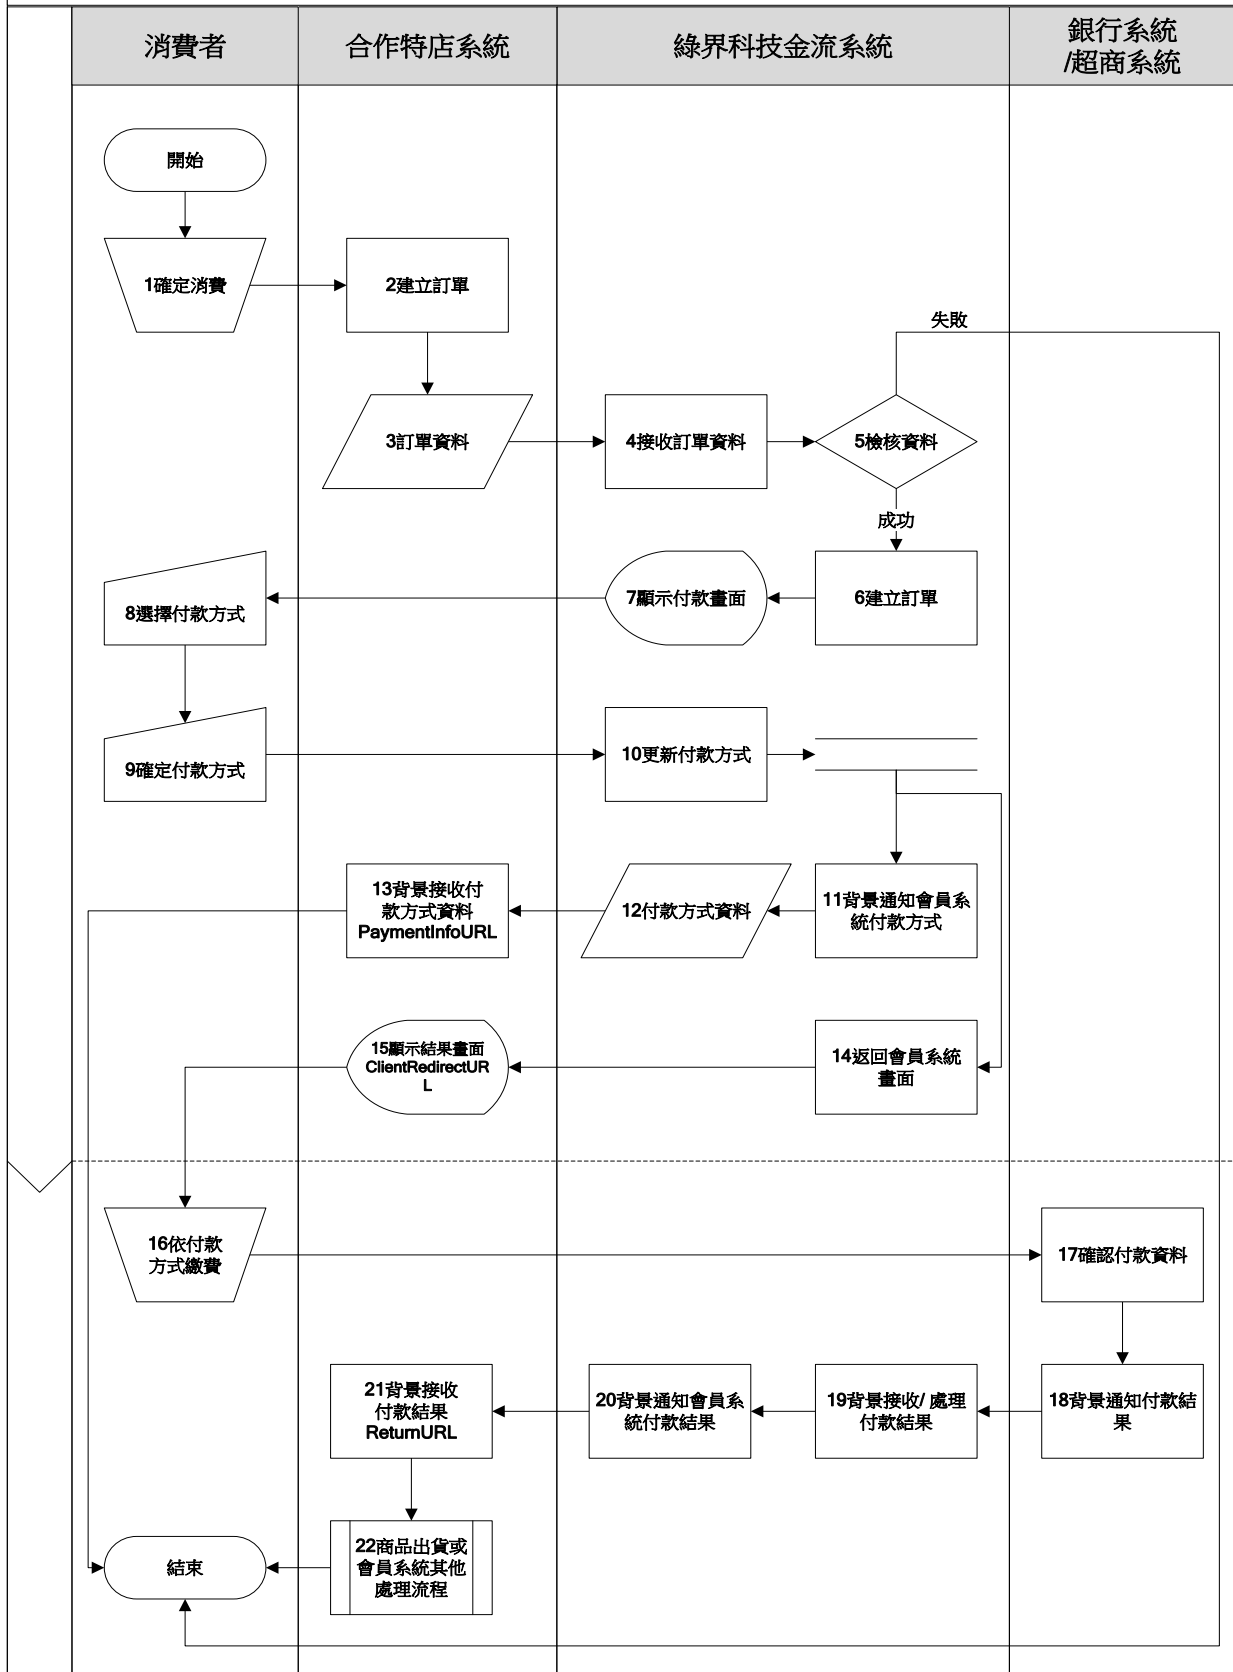 消費者
合作特店系統
綠界科技金流系統
銀行系統
/超商系統
開始
1確定消費
2建立訂單
失敗
3訂單資料
4接收訂單資料
5檢核資料
成功
8選擇付款方式
7顯示付款畫面
6建立訂單
9確定付款方式
10更新付款方式
13背景接收付
款方式資料
PaymentInfoURL
12付款方式資料
11背景通知會員系
統付款方式
15顯示結果畫面
ClientRedirectUR
L
14返回會員系統
畫面
16依付款
方式繳費
17確認付款資料
21背景接收
付款結果
ReturnURL
20背景通知會員系
統付款結果
19背景接收/ 處理
付款結果
18背景通知付款結
果
結束
22商品出貨或
會員系統其他
處理流程